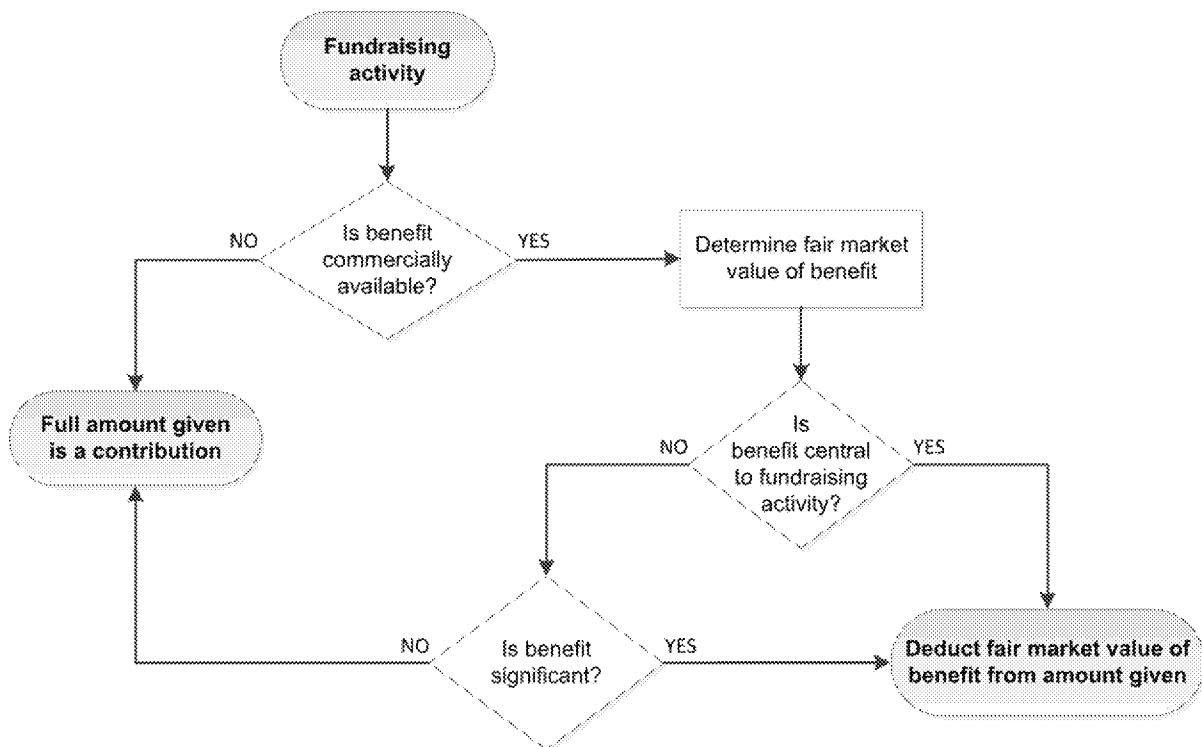 Fundraising
activity
NO
Is benefit
commercially
available?
YES
Determine fair market
value of benefit
Full amount given
is a contribution
NO
Is
benefit central
to fundraising
activity?
YES
NO
Is benefit
significant?
YES
Deduct fair market value of
benefit from amount given